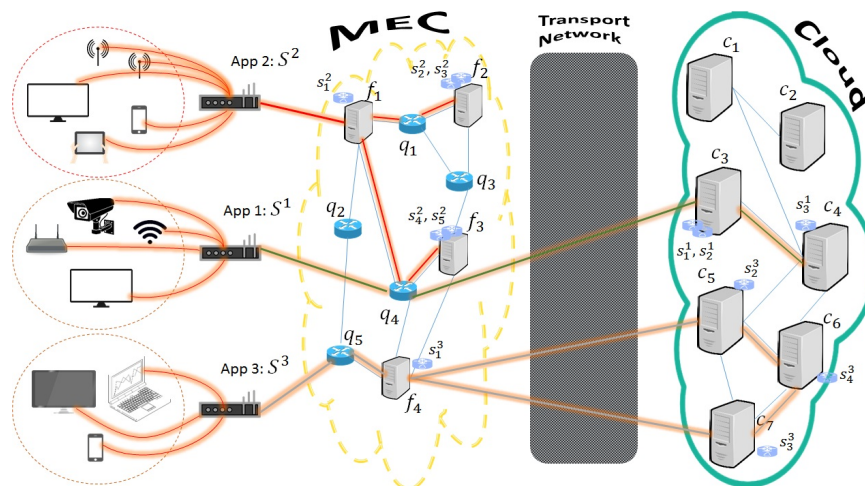 MEC
Transport
Network
Cloud
App 2: S²
s₁²
f₁
s₂², s₃²
f₂
q₁
q₃
c₁
c₂
App 1: S¹
q₂
s₄², s₅²
f₃
q₄
c₃
s₁¹, s₂¹
s₃¹
c₄
c₅
s₂³
App 3: S³
q₅
s₁³
f₄
c₆
s₄³
c₇
s₃³